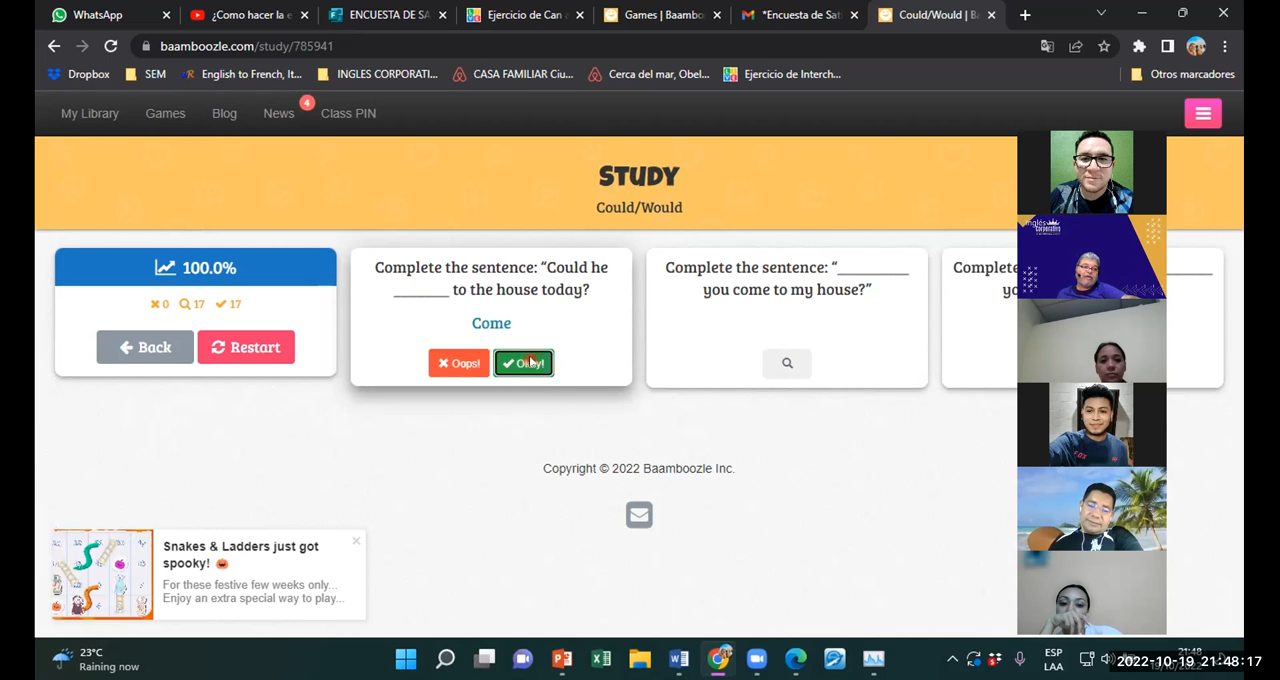 WhatsApp
¿Como hacer la e
ENCUESTA DE SA
Ejercicio de Can
Games | Baambo
*Encuesta de Sat
Could/Would | B
baamboozle.com/study/785941
Dropbox
SEM
English to French, It...
INGLES CORPORATI...
CASA FAMILIAR Ciu...
Cerca del mar, Obel...
Ejercicio de Interch...
Otros marcadores
My Library
Games
Blog
News
4
Class PIN
STUDY
Could/Would
100.0%
0
17
17
Back
Restart
Complete the sentence: “Could he
_______ to the house today?
Come
Oops!
Okay!
Complete the sentence: “_________
you come to my house?”
Inglés
Corporativo
Copyright © 2022 Baamboozle Inc.
Snakes & Ladders just got
spooky! 🎃
For these festive few weeks only...
Enjoy an extra special way to play...
23°C
Raining now
ESP
LAA
21:48
2022-10-19 21:48:17